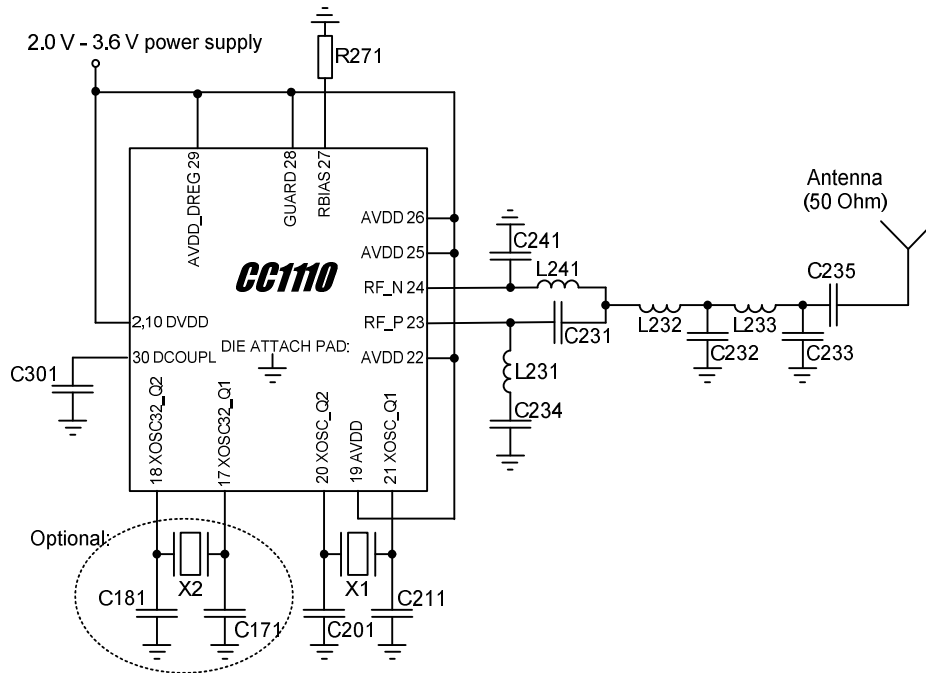 2.0 V - 3.6 V power supply
R271
AVDD_DREG 29
GUARD 28
RBIAS 27
Antenna
(50 Ohm)
AVDD 26
AVDD 25
CC1110
RF_N 24
C241
L241
C235
2,10 DVDD
RF_P 23
C231
L232
L233
30 DCOUPL
DIE ATTACH PAD:
AVDD 22
C232
C233
C301
L231
C234
18 XOSC32_Q2
17 XOSC32_Q1
20 XOSC_Q2
19 AVDD
21 XOSC_Q1
Optional:
X2
X1
C181
C171
C201
C211